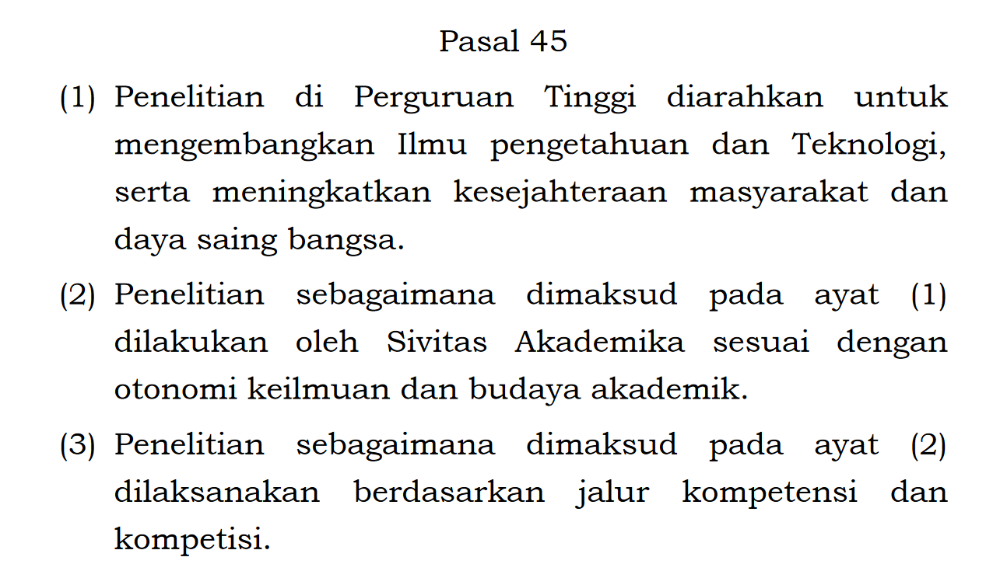 Pasal 45
(1) Penelitian di Perguruan Tinggi diarahkan untuk
mengembangkan Ilmu pengetahuan dan Teknologi,
serta meningkatkan kesejahteraan masyarakat dan
daya saing bangsa.
(2) Penelitian sebagaimana dimaksud pada ayat (1)
dilakukan oleh Sivitas Akademika sesuai dengan
otonomi keilmuan dan budaya akademik.
(3) Penelitian sebagaimana dimaksud pada ayat (2)
dilaksanakan berdasarkan jalur kompetensi dan
kompetisi.